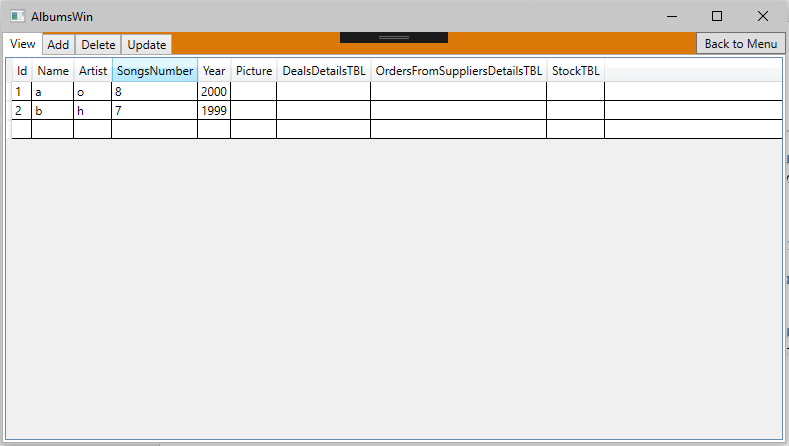 AlbumsWin
View Add Delete Update Back to Menu
Id Name Artist SongsNumber Year Picture DealsDetailsTBL OrdersFromSuppliersDetailsTBL StockTBL
1 a o 8 2000
2 b h 7 1999